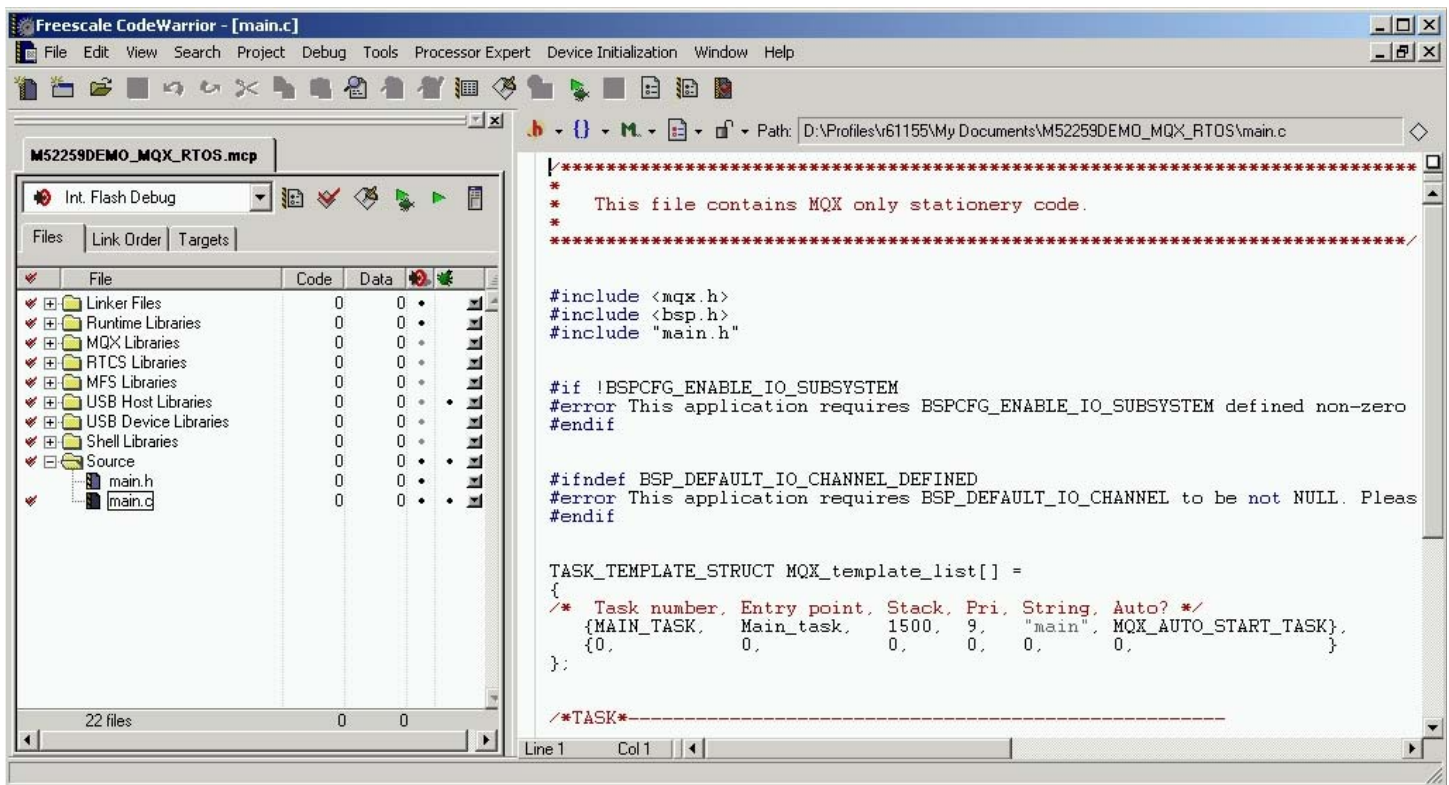 Freescale CodeWarrior - [main.c]
File Edit View Search Project Debug Tools Processor Expert Device Initialization Window Help
Path: D:\Profiles\r61155\My Documents\M52259DEMO_MQX_RTOS\main.c
M52259DEMO_MQX_RTOS.mcp
Int. Flash Debug
Files Link Order Targets
File Code Data
Linker Files 0 0
Runtime Libraries 0 0
MQX Libraries 0 0
RTCS Libraries 0 0
MFS Libraries 0 0
USB Host Libraries 0 0
USB Device Libraries 0 0
Shell Libraries 0 0
Source 0 0
main.h 0 0
main.c 0 0
22 files 0 0
/****************************************************************************
*
*   This file contains MQX only stationery code.
*
****************************************************************************/
#include <mqx.h>
#include <bsp.h>
#include "main.h"
#if !BSPCFG_ENABLE_IO_SUBSYSTEM
#error This application requires BSPCFG_ENABLE_IO_SUBSYSTEM defined non-zero
#endif
#ifndef BSP_DEFAULT_IO_CHANNEL_DEFINED
#error This application requires BSP_DEFAULT_IO_CHANNEL to be not NULL. Pleas
#endif
TASK_TEMPLATE_STRUCT MQX_template_list[] =
{
/*  Task number, Entry point, Stack, Pri, String, Auto? */
{MAIN_TASK,   Main_task,   1500,  9,   "main", MQX_AUTO_START_TASK},
{0,           0,           0,     0,   0,      0,                 }
};
/*TASK*-----------------------------------------------------
Line 1 Col 1